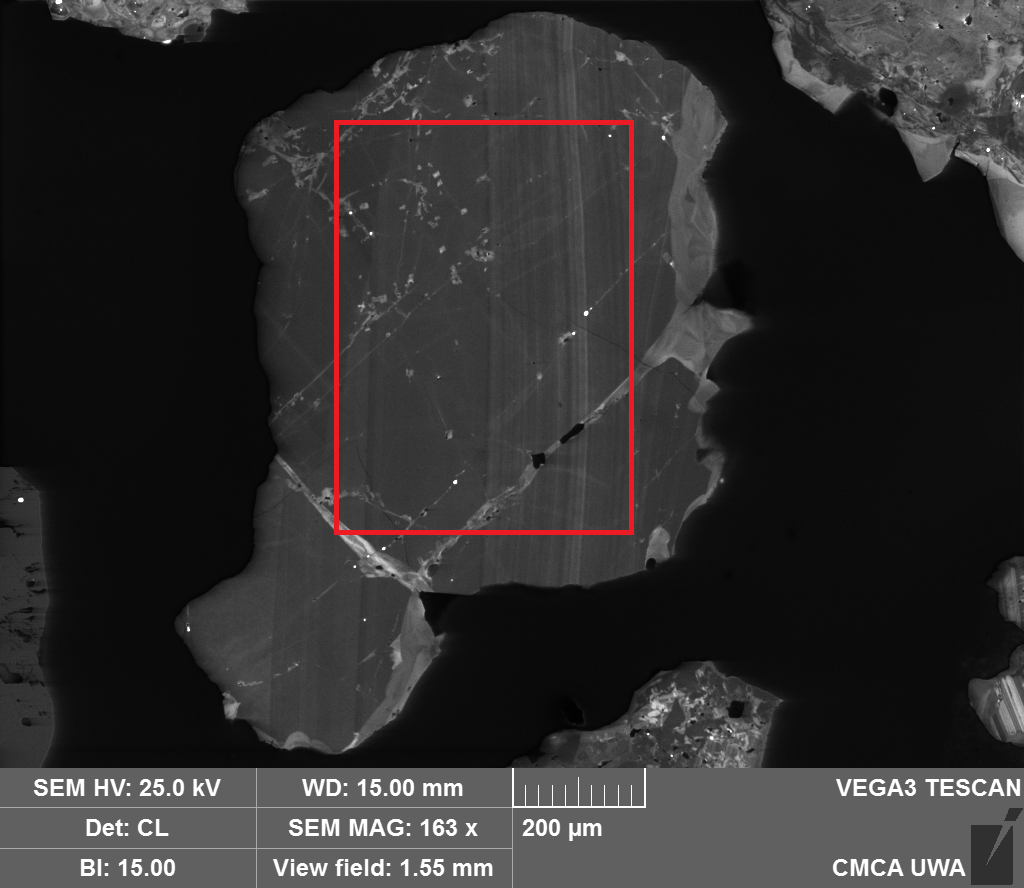 SEM HV: 25.0 kV
WD: 15.00 mm
VEGA3 TESCAN
Det: CL
SEM MAG: 163 x
200 µm
BI: 15.00
View field: 1.55 mm
CMCA UWA